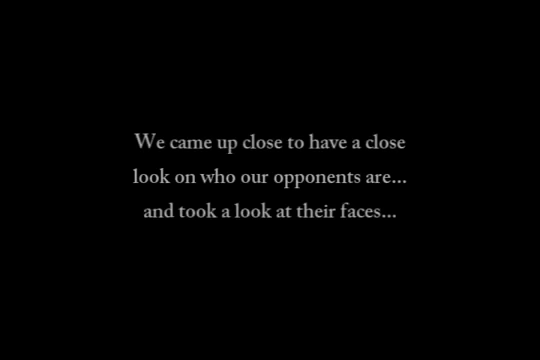 We came up close to have a close
look on who our opponents are...
and took a look at their faces...